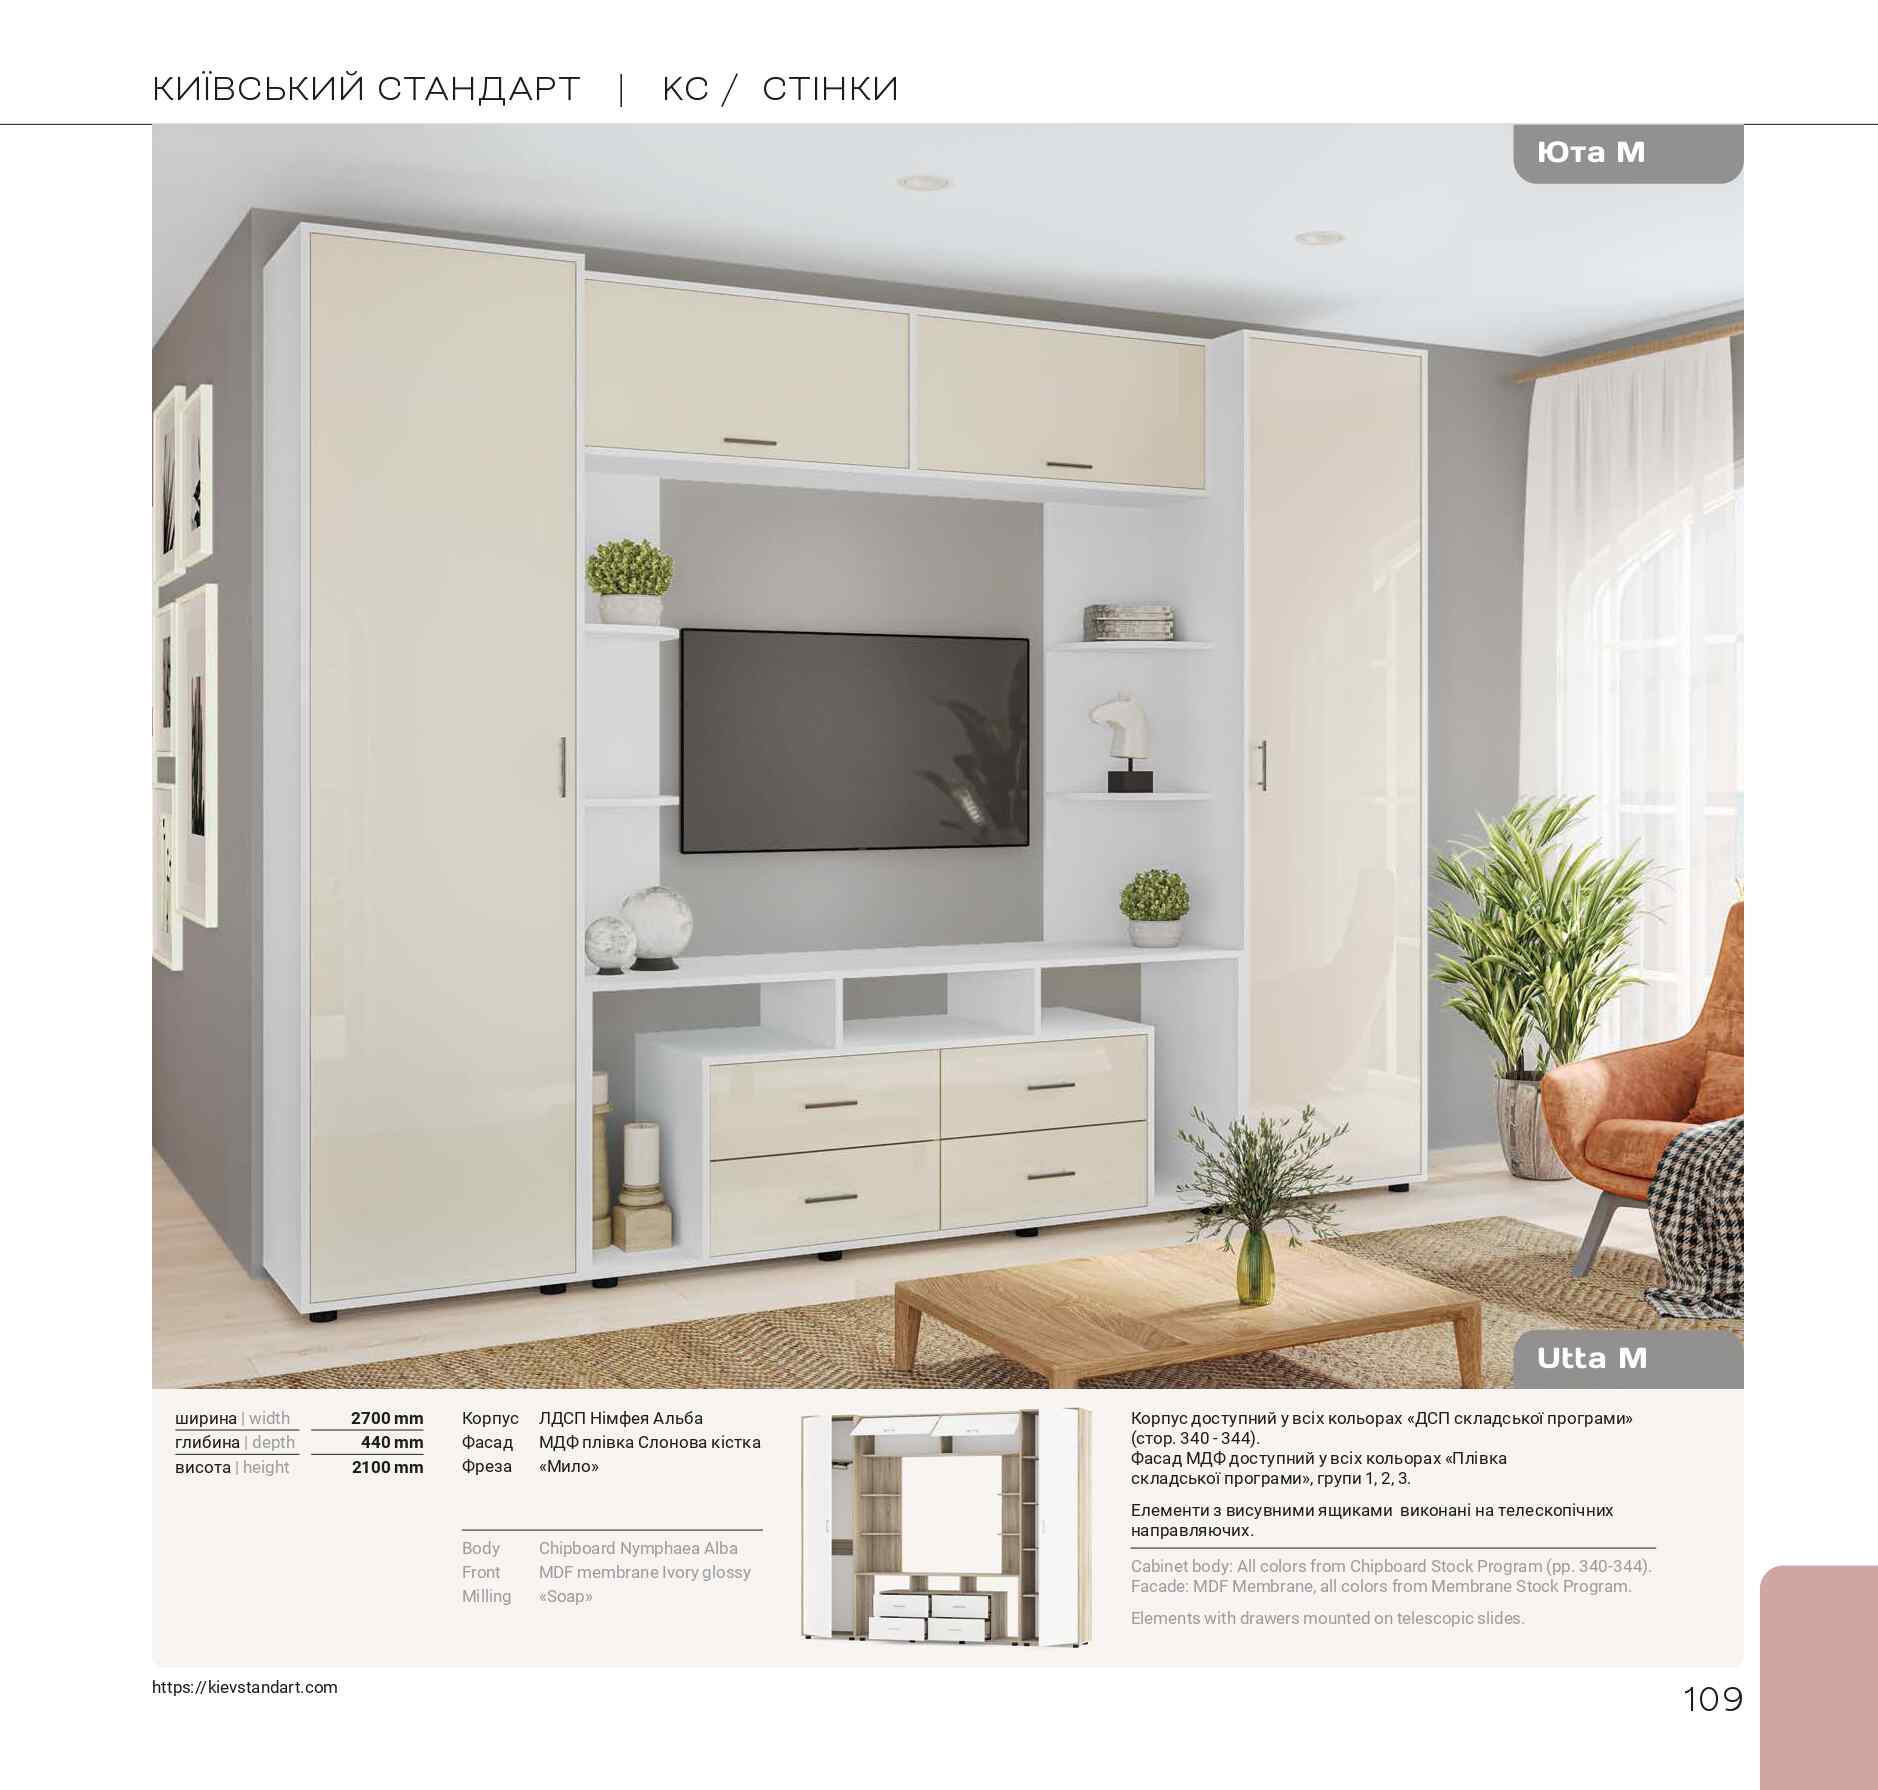 КИЇВСЬКИЙ СТАНДАРТ | КС / СТІНКИ
Юта М
Utta M
ширина | width 2700 mm
глибина | depth 440 mm
висота | height 2100 mm
Корпус ЛДСП Німфея Альба
Фасад МДФ плівка Слонова кістка
Фреза «Мило»
Body Chipboard Nymphaea Alba
Front MDF membrane Ivory glossy
Milling «Soap»
Корпус доступний у всіх кольорах «ДСП складської програми»
(стор. 340 - 344).
Фасад МДФ доступний у всіх кольорах «Плівка
складської програми», групи 1, 2, 3.
Елементи з висувними ящиками виконані на телескопічних
направляючих.
Cabinet body: All colors from Chipboard Stock Program (pp. 340-344).
Facade: MDF Membrane, all colors from Membrane Stock Program.
Elements with drawers mounted on telescopic slides.
https://kievstandart.com
109